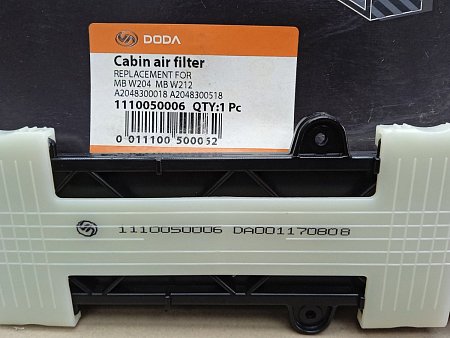 DODA
Cabin air filter
REPLACEMENT FOR
MB W204 MB W212
A2048300018 A2048300518
1110050006 QTY:1 Pc
0 011100 500052
1110050006 DA001170808